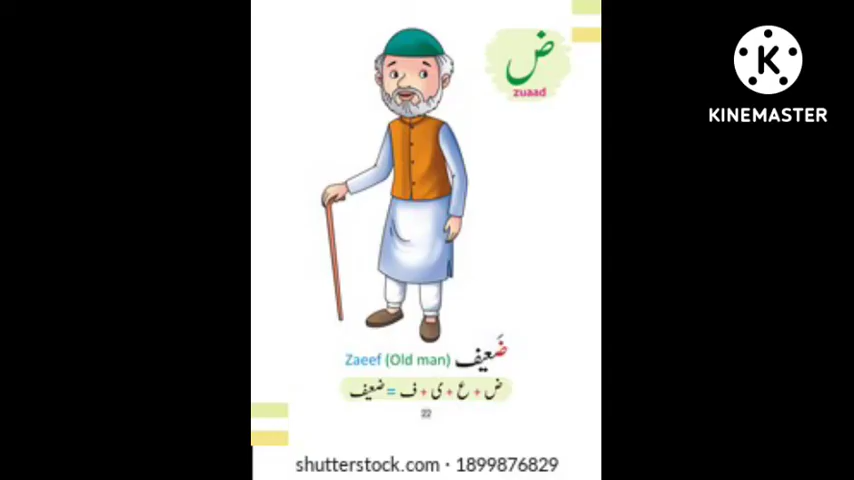 ض
zuaad
KINEMASTER
Zaeef (Old man) ضَعیف
ض + ع + ی + ف = ضعیف
22
shutterstock.com · 1899876829